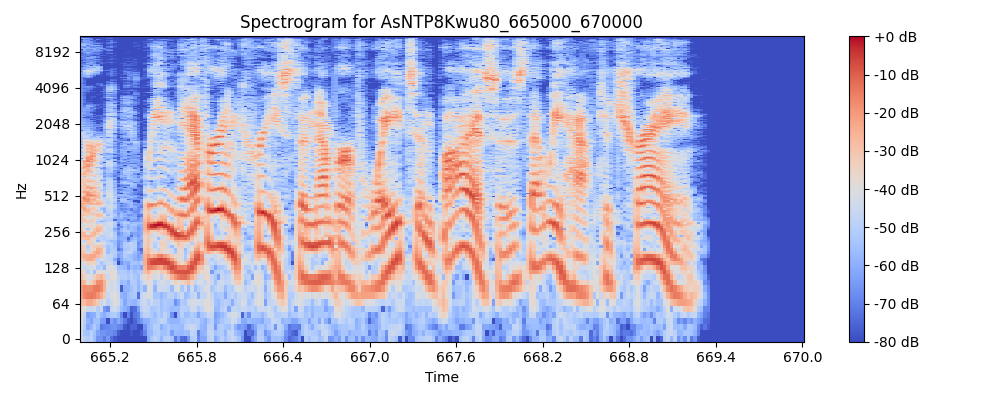 Spectrogram for AsNTP8Kwu80_665000_670000
8192
4096
2048
1024
512
256
128
64
0
Hz
665.2 665.8 666.4 667.0 667.6 668.2 668.8 669.4 670.0
Time
+0 dB
-10 dB
-20 dB
-30 dB
-40 dB
-50 dB
-60 dB
-70 dB
-80 dB